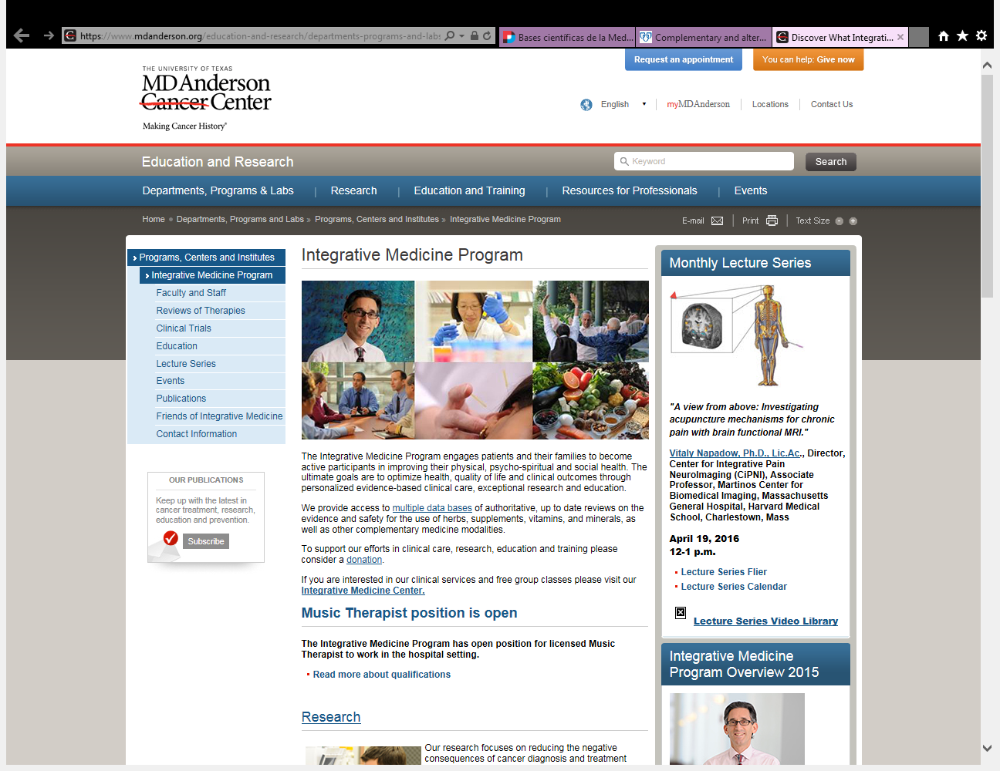 https://www.mdanderson.org/education-and-research/departments-programs-and-labs
Bases científicas de la Med...
Complementary and alter...
Discover What Integrati...
Request an appointment
You can help: Give now
THE UNIVERSITY OF TEXAS
MD Anderson
Cancer Center
Making Cancer History®
English
myMDAnderson
Locations
Contact Us
Education and Research
Keyword
Search
Departments, Programs & Labs
Research
Education and Training
Resources for Professionals
Events
Home
Departments, Programs and Labs »
Programs, Centers and Institutes »
Integrative Medicine Program
E-mail
Print
Text Size
Programs, Centers and Institutes
Integrative Medicine Program
Faculty and Staff
Reviews of Therapies
Clinical Trials
Education
Lecture Series
Events
Publications
Friends of Integrative Medicine
Contact Information
OUR PUBLICATIONS
Keep up with the latest in
cancer treatment, research,
education and prevention.
Subscribe
Integrative Medicine Program
The Integrative Medicine Program engages patients and their families to become
active participants in improving their physical, psycho-spiritual and social health. The
ultimate goals are to optimize health, quality of life and clinical outcomes through
personalized evidence-based clinical care, exceptional research and education.
We provide access to multiple data bases of authoritative, up to date reviews on the
evidence and safety for the use of herbs, supplements, vitamins, and minerals, as
well as other complementary medicine modalities.
To support our efforts in clinical care, research, education and training please
consider a donation.
If you are interested in our clinical services and free group classes please visit our
Integrative Medicine Center.
Music Therapist position is open
The Integrative Medicine Program has open position for licensed Music
Therapist to work in the hospital setting.
Read more about qualifications
Research
Our research focuses on reducing the negative
consequences of cancer diagnosis and treatment
Monthly Lecture Series
"A view from above: Investigating
acupuncture mechanisms for chronic
pain with brain functional MRI."
Vitaly Napadow, Ph.D., Lic.Ac., Director,
Center for Integrative Pain
NeuroImaging (CiPNI), Associate
Professor, Martinos Center for
Biomedical Imaging, Massachusetts
General Hospital, Harvard Medical
School, Charlestown, Mass
April 19, 2016
12-1 p.m.
Lecture Series Flier
Lecture Series Calendar
Lecture Series Video Library
Integrative Medicine
Program Overview 2015